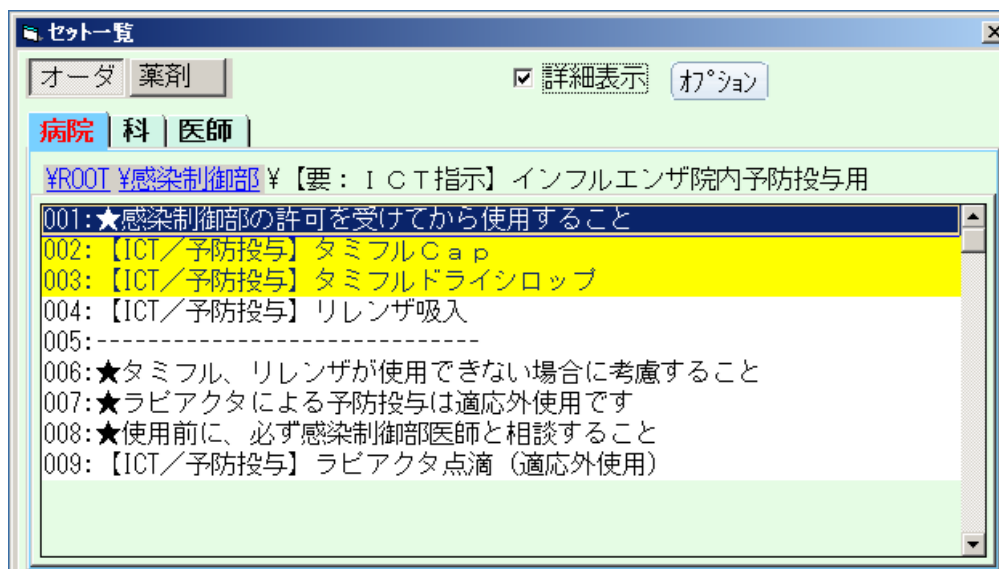 セット一覧
オーダ 薬剤 詳細表示 ｵﾌﾟｼｮﾝ
病院 科 医師
¥ROOT ¥感染制御部 ¥【要：ＩＣＴ指示】インフルエンザ院内予防投与用
001:★感染制御部の許可を受けてから使用すること
002:【ICT／予防投与】タミフルＣａｐ
003:【ICT／予防投与】タミフルドライシロップ
004:【ICT／予防投与】リレンザ吸入
005:------------------------------
006:★タミフル、リレンザが使用できない場合に考慮すること
007:★ラピアクタによる予防投与は適応外使用です
008:★使用前に、必ず感染制御部医師と相談すること
009:【ICT／予防投与】ラピアクタ点滴（適応外使用）